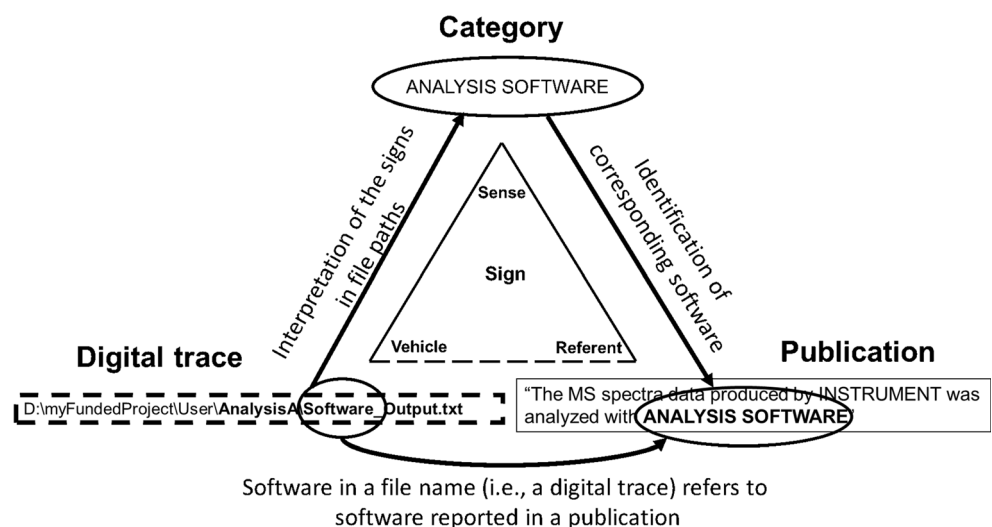 Category
ANALYSIS SOFTWARE
Interpretation of the signs
in file paths
Identification of
corresponding software
Sense
Sign
Vehicle
Referent
Digital trace
D:\myFundedProject\User\AnalysisA\Software_Output.txt
Publication
“The MS spectra data produced by INSTRUMENT was
analyzed with ANALYSIS SOFTWARE”
Software in a file name (i.e., a digital trace) refers to
software reported in a publication